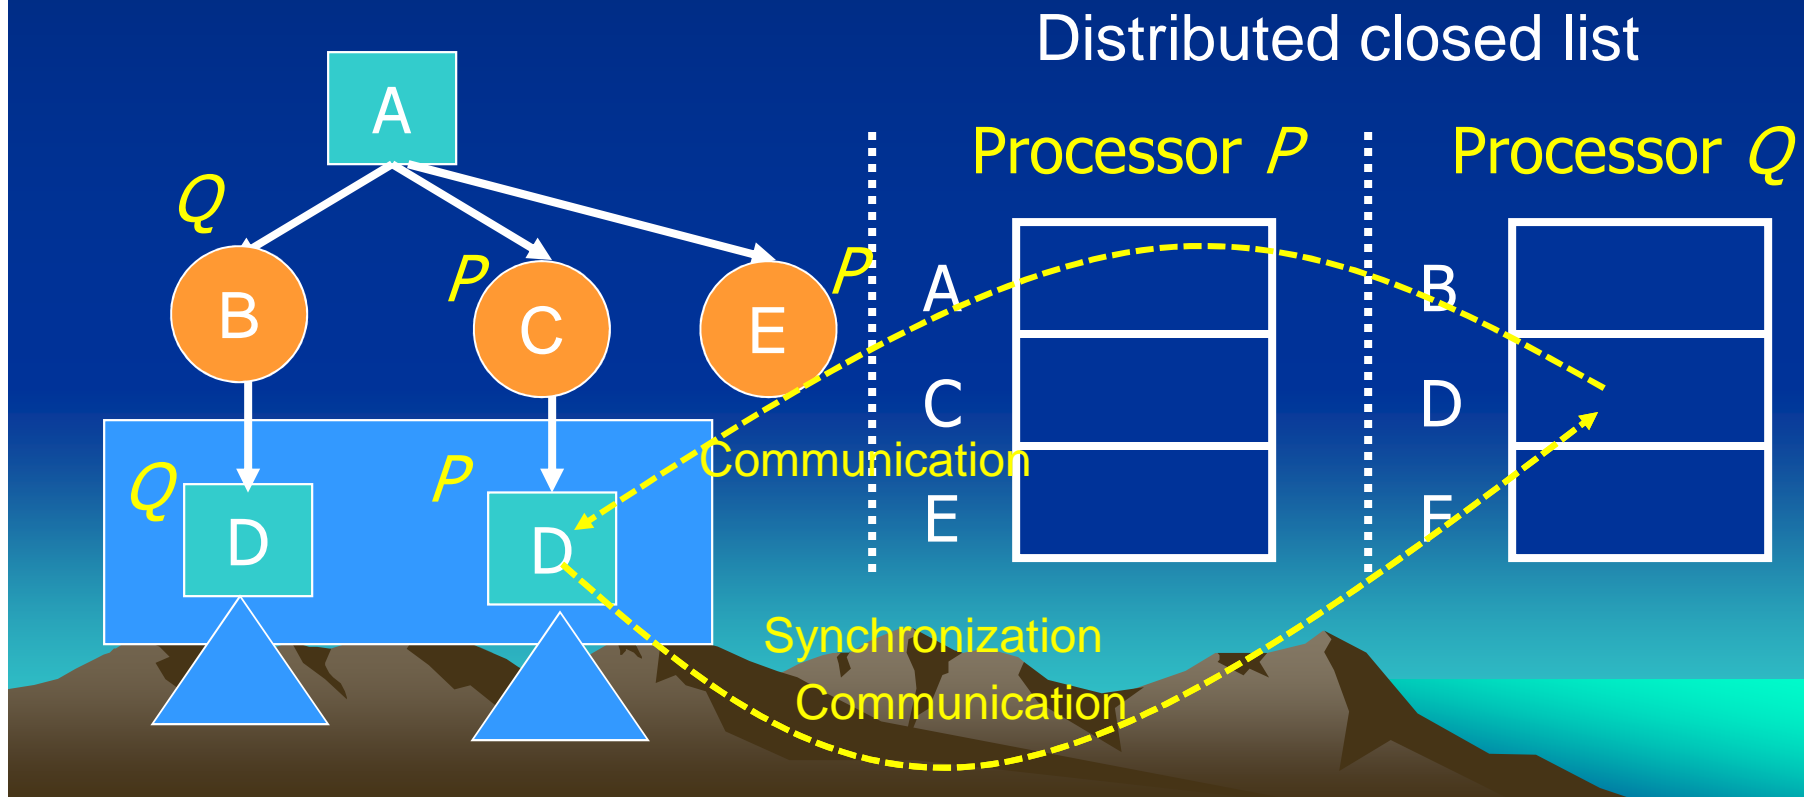 Distributed closed list
A
Processor P
Processor Q
Q
P
P
B
C
E
A
B
C
D
Communication
Q
P
D
D
E
F
Synchronization
Communication